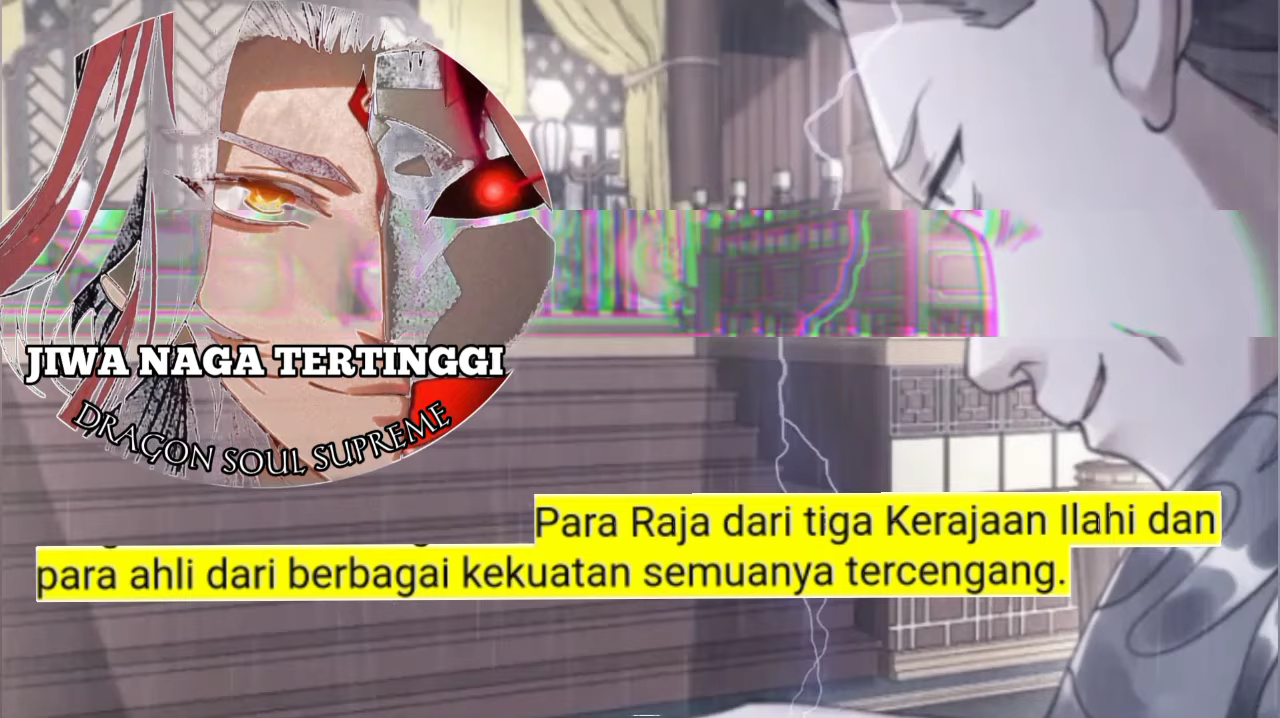 JIWA NAGA TERTINGGI
DRAGON SOUL SUPREME
Para Raja dari tiga Kerajaan Ilahi dan
para ahli dari berbagai kekuatan semuanya tercengang.